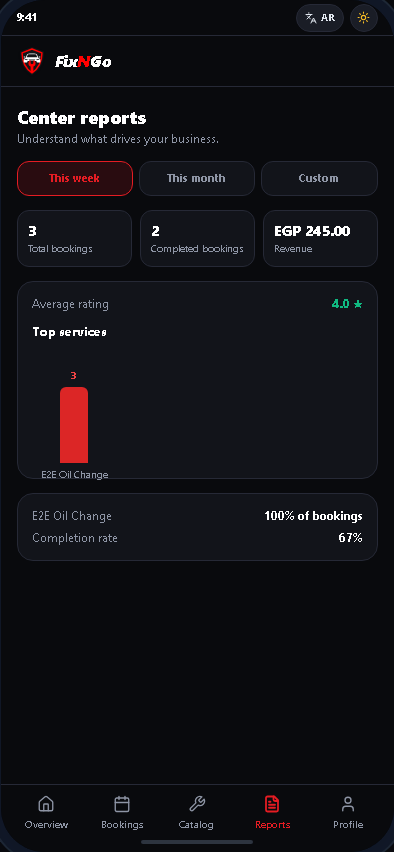 9:41
AR
FixNGo
Center reports
Understand what drives your business.
This week
This month
Custom
3
Total bookings
2
Completed bookings
EGP 245.00
Revenue
Average rating
4.0 ★
Top services
3
E2E Oil Change
E2E Oil Change
100% of bookings
Completion rate
67%
Overview
Bookings
Catalog
Reports
Profile